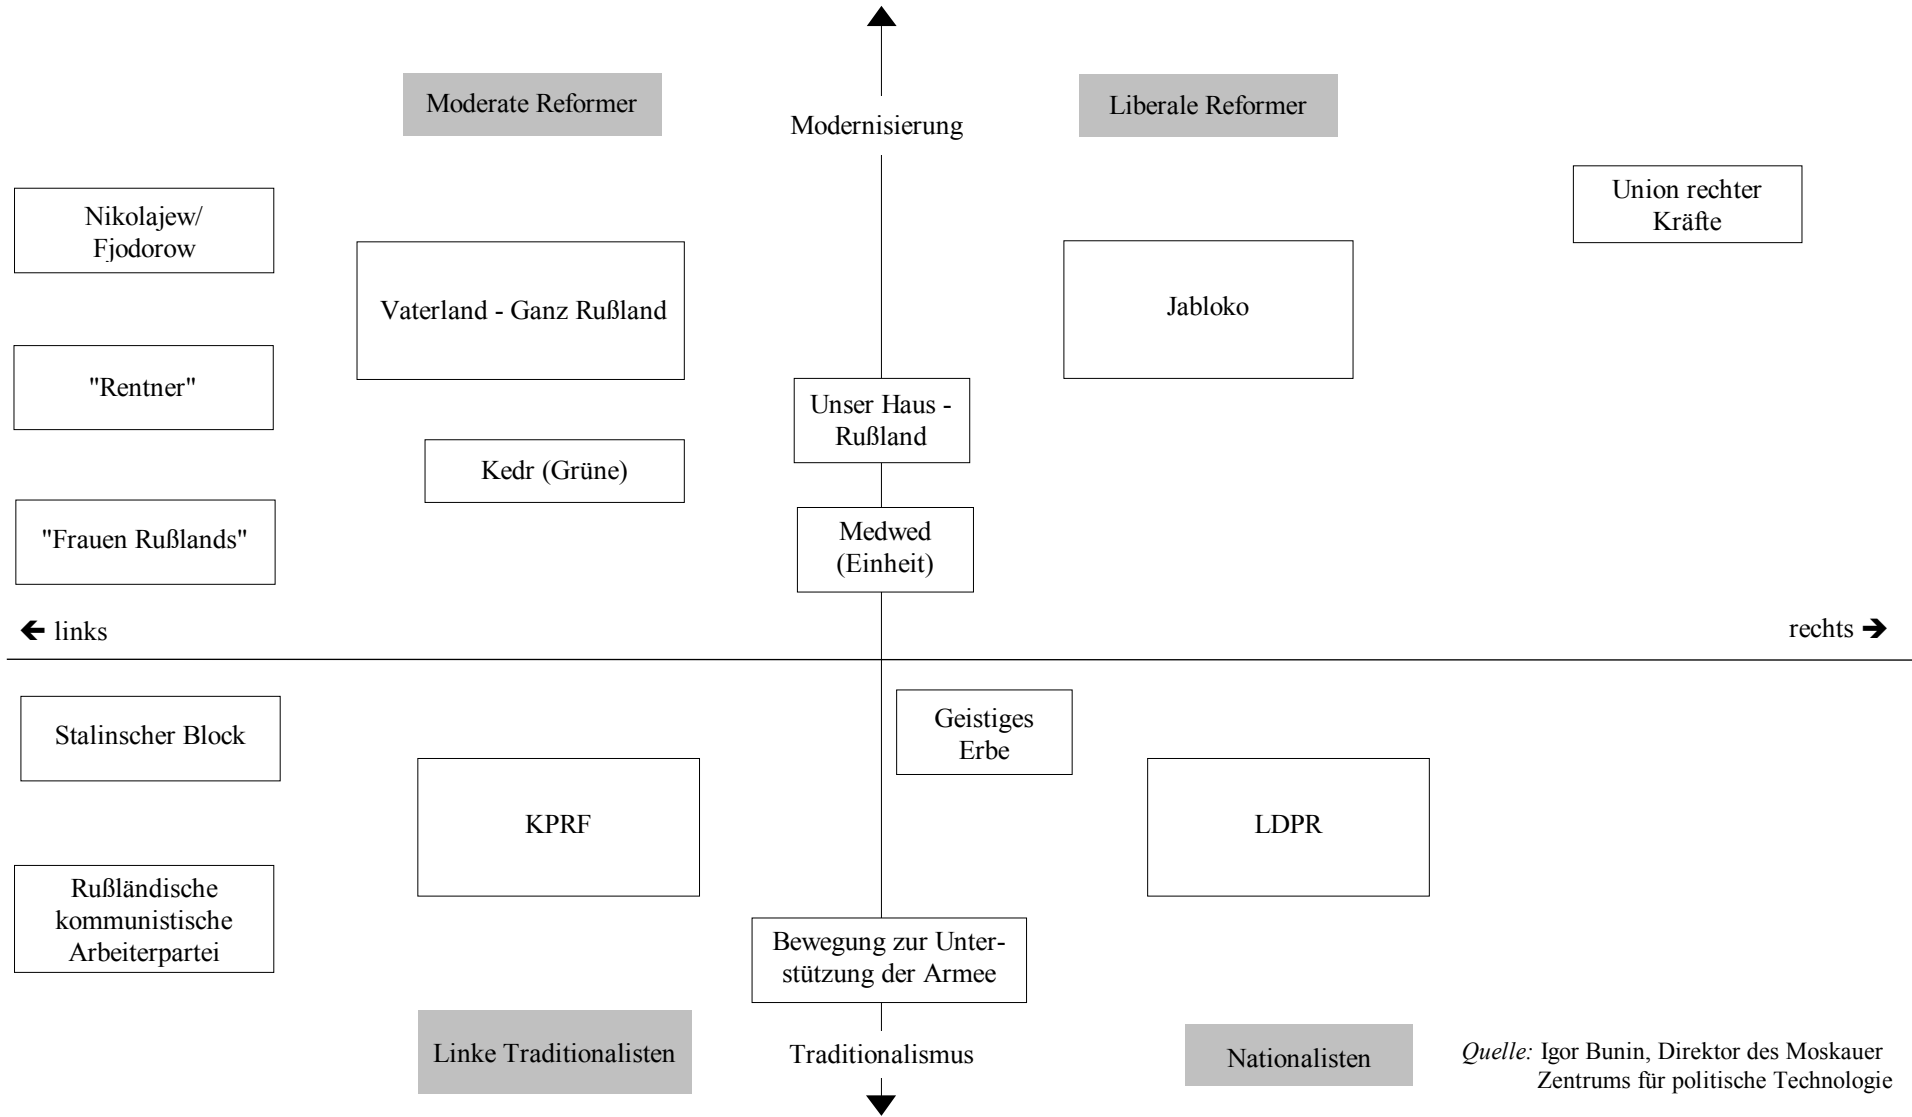 Moderate Reformer
Liberale Reformer
Modernisierung
Union rechter
Kräfte
Nikolajew/
Fjodorow
Vaterland - Ganz Rußland
Jabloko
"Rentner"
Unser Haus -
Rußland
Kedr (Grüne)
"Frauen Rußlands"
Medwed
(Einheit)
← links
rechts →
Stalinscher Block
Geistiges
Erbe
KPRF
LDPR
Rußländische
kommunistische
Arbeiterpartei
Bewegung zur Unter-
stützung der Armee
Linke Traditionalisten
Traditionalismus
Nationalisten
Quelle: Igor Bunin, Direktor des Moskauer
Zentrums für politische Technologie